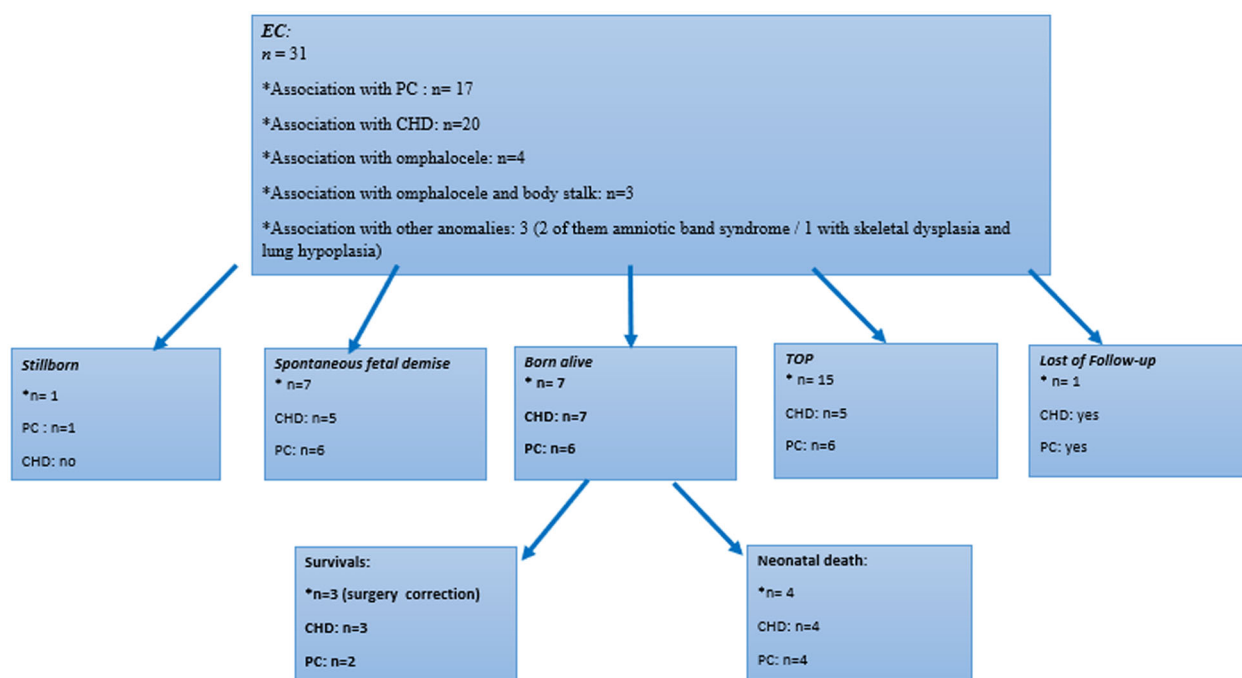 EC:
n = 31
*Association with PC : n= 17
*Association with CHD: n=20
*Association with omphalocele: n=4
*Association with omphalocele and body stalk: n=3
*Association with other anomalies: 3 (2 of them amniotic band syndrome / 1 with skeletal dysplasia and
lung hypoplasia)
Stillborn
*n= 1
PC : n=1
CHD: no
Spontaneous fetal demise
* n=7
CHD: n=5
PC: n=6
Born alive
* n= 7
CHD: n=7
PC: n=6
TOP
* n= 15
CHD: n=5
PC: n=6
Lost of Follow-up
* n= 1
CHD: yes
PC: yes
Survivals:
*n=3 (surgery correction)
CHD: n=3
PC: n=2
Neonatal death:
*n= 4
CHD: n=4
PC: n=4